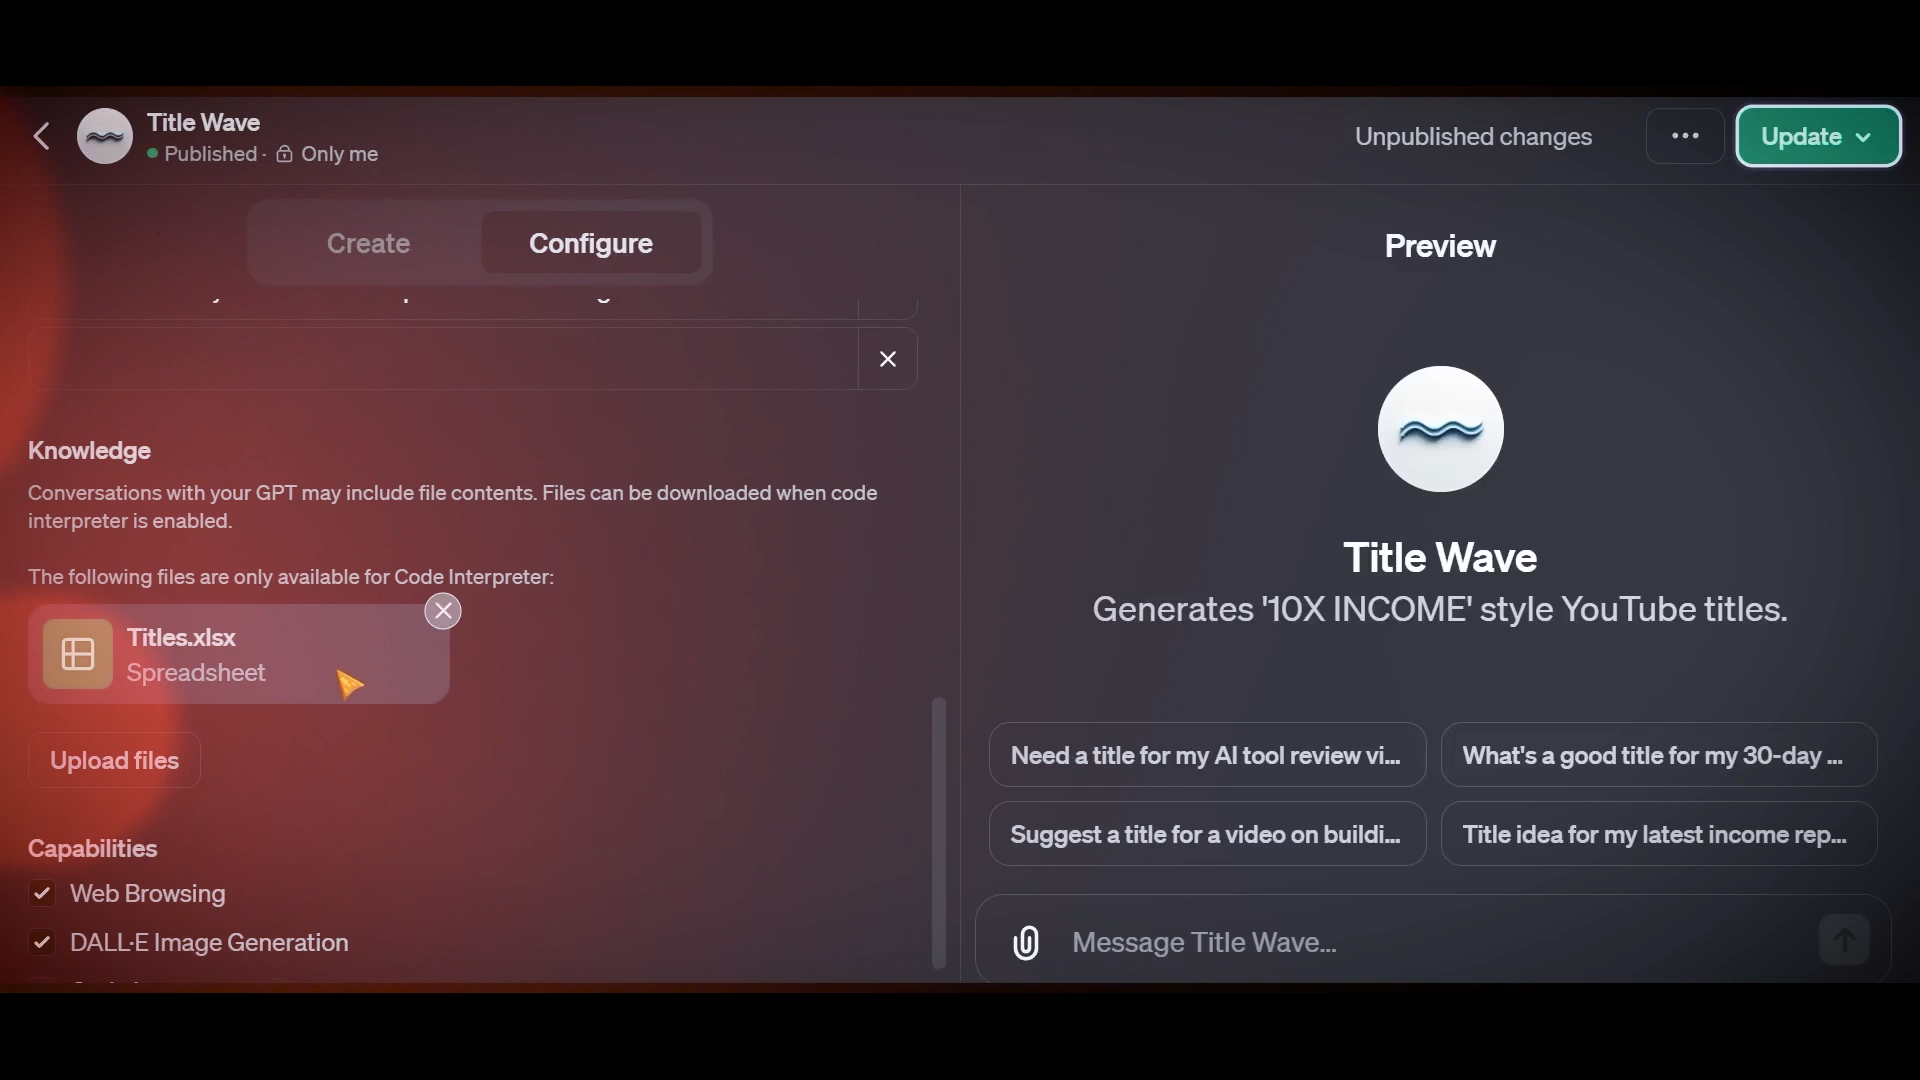 Title Wave
Published · Only me
Unpublished changes
Update
Create
Configure
Knowledge
Conversations with your GPT may include file contents. Files can be downloaded when code
interpreter is enabled.
The following files are only available for Code Interpreter:
Titles.xlsx
Spreadsheet
Upload files
Capabilities
Web Browsing
DALL·E Image Generation
Preview
Title Wave
Generates '10X INCOME' style YouTube titles.
Need a title for my AI tool review vi...
What's a good title for my 30-day ...
Suggest a title for a video on buildi...
Title idea for my latest income rep...
Message Title Wave...